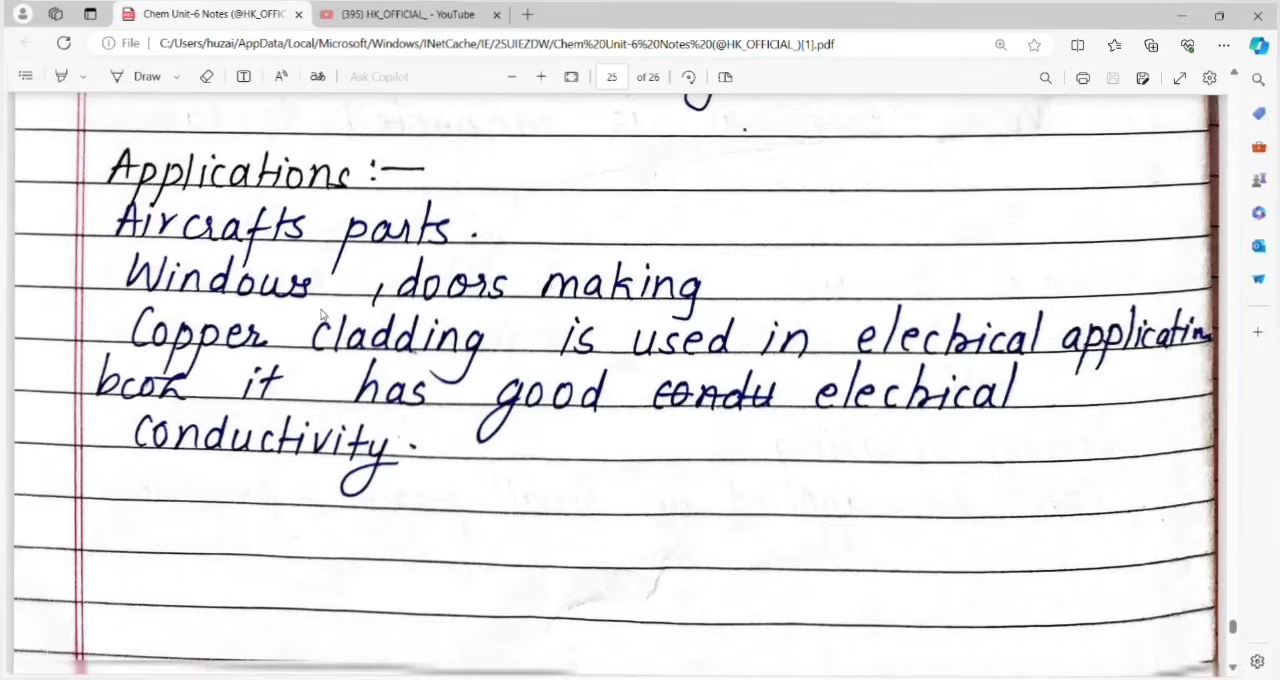 Chem Unit-6 Notes (@HK_OFFIC
(395) HK_OFFICIAL_ - YouTube
File
C:/Users/huzai/AppData/Local/Microsoft/Windows/INetCache/IE/2SUIEZDW/Chem%20Unit-6%20Notes%20(@HK_OFFICIAL_)[1].pdf
Draw
Ask Copilot
25 of 26
Applications :—
Aircrafts parts.
Windows , doors making
Copper cladding is used in electrical applicatin
bcoz it has good condu electrical
conductivity.